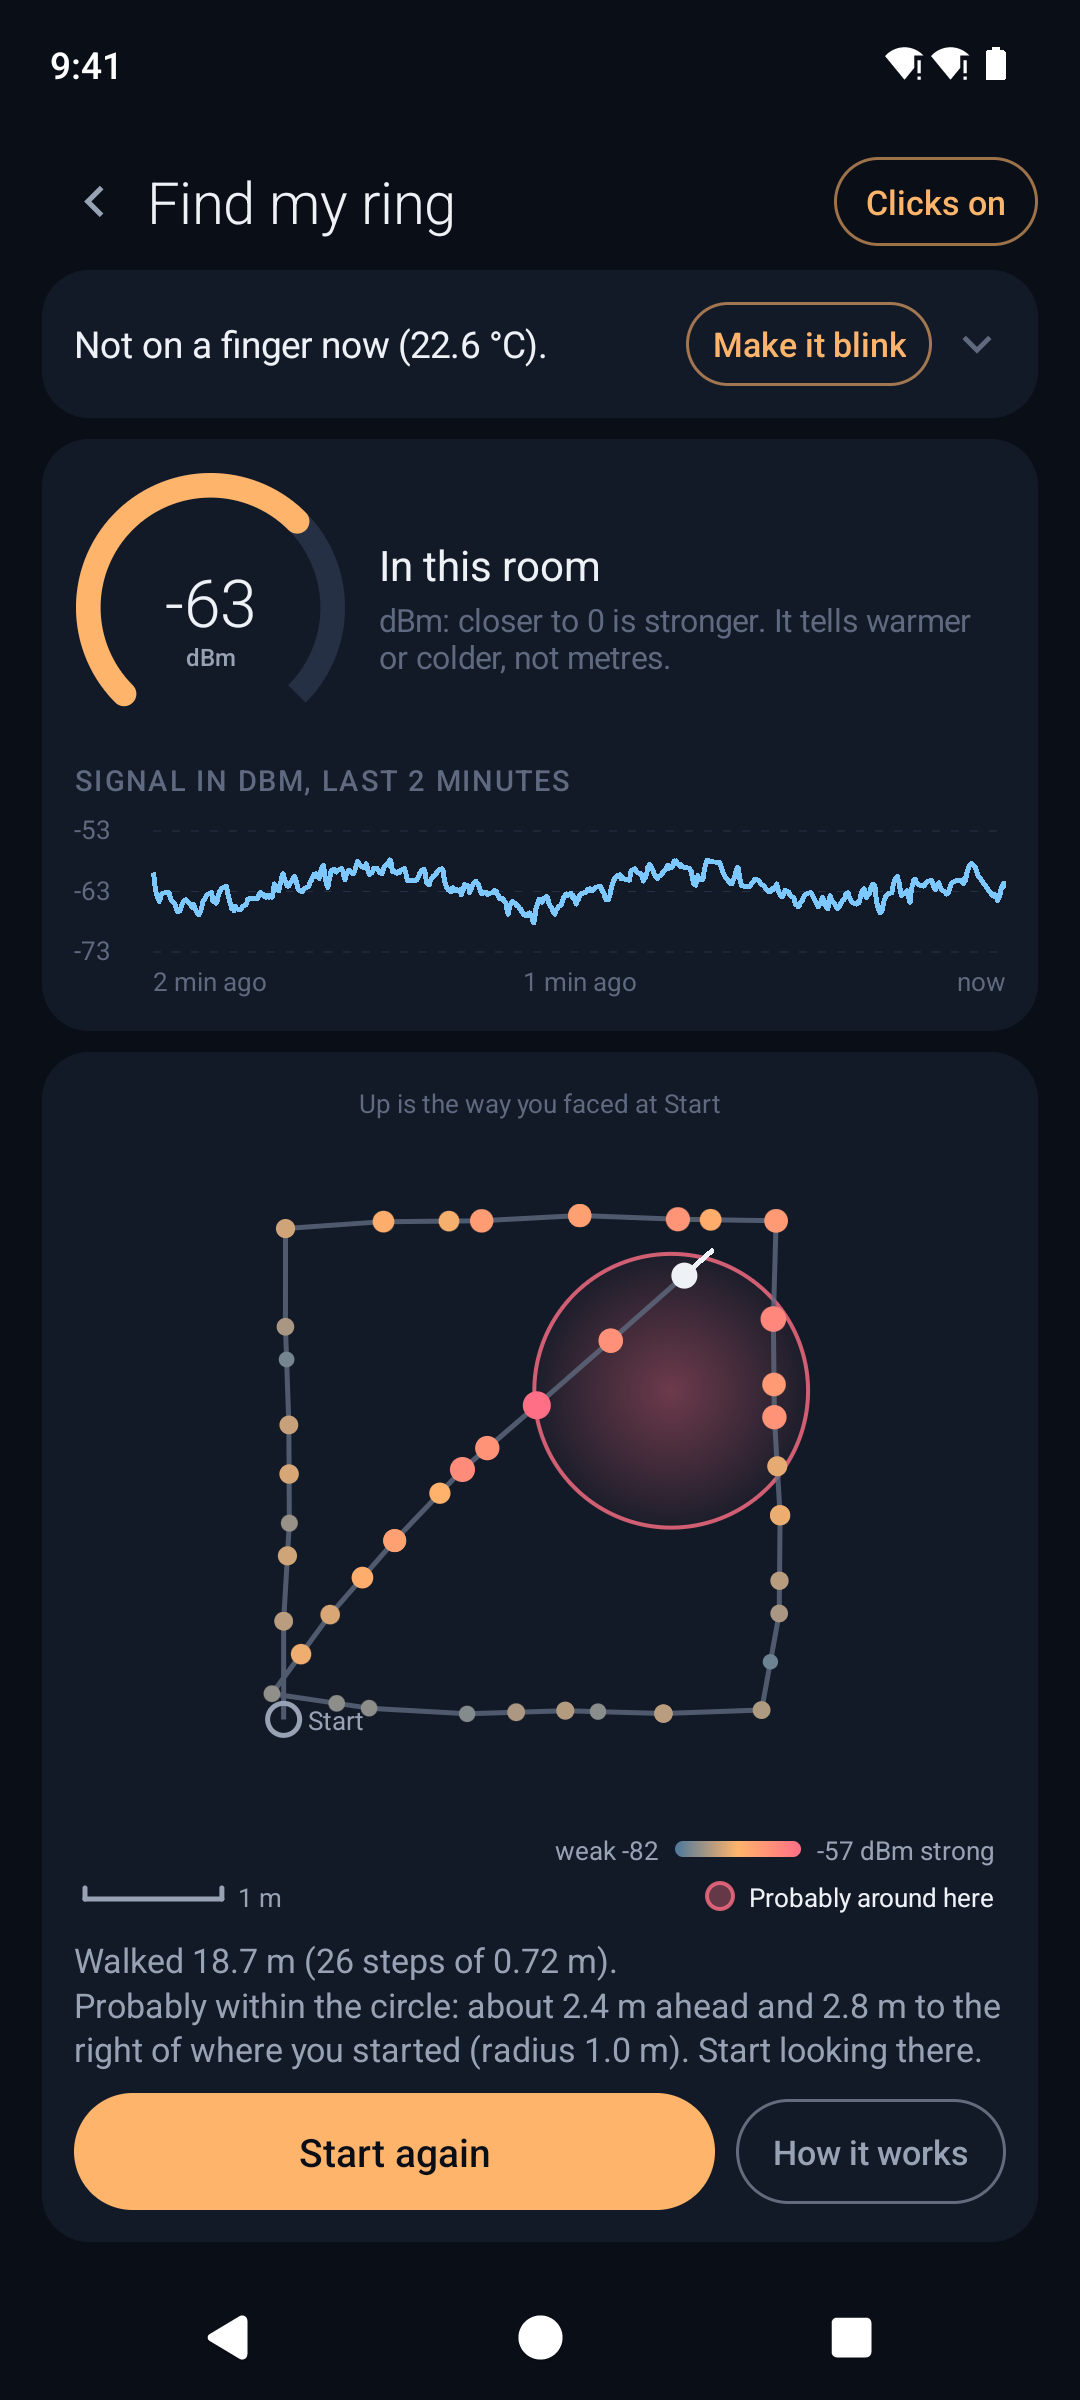 9:41
Find my ring
Clicks on
Not on a finger now (22.6 °C).
Make it blink
-63
dBm
In this room
dBm: closer to 0 is stronger. It tells warmer
or colder, not metres.
SIGNAL IN DBM, LAST 2 MINUTES
-53
-63
-73
2 min ago
1 min ago
now
Up is the way you faced at Start
Start
weak -82
-57 dBm strong
1 m
Probably around here
Walked 18.7 m (26 steps of 0.72 m).
Probably within the circle: about 2.4 m ahead and 2.8 m to the
right of where you started (radius 1.0 m). Start looking there.
Start again
How it works